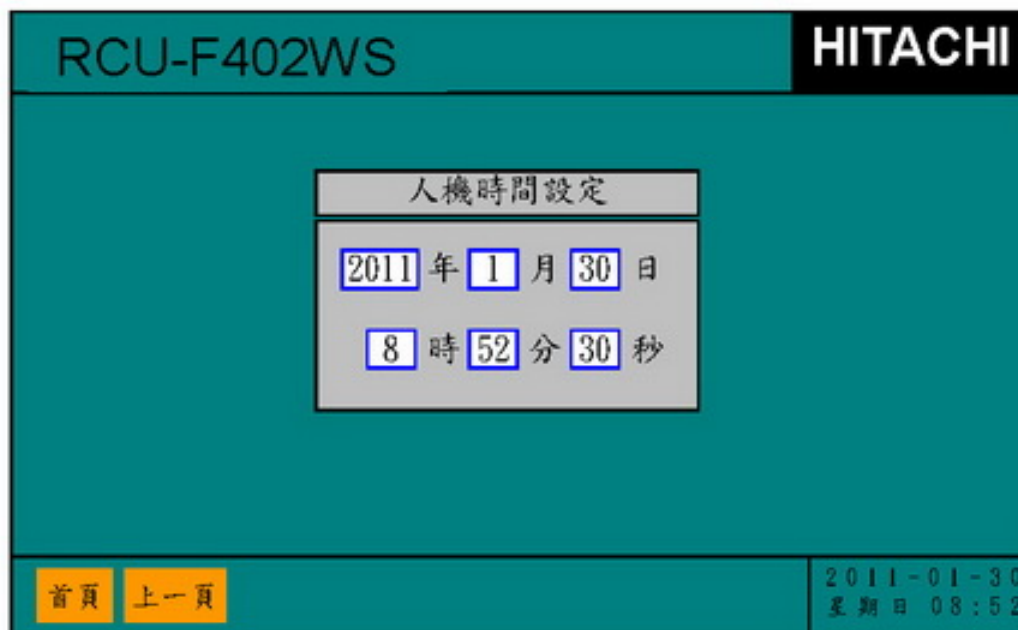 RCU-F402WS
HITACHI
人機時間設定
2011 年 1 月 30 日
8 時 52 分 30 秒
首頁 上一頁
2011-01-30
星期日 08:52